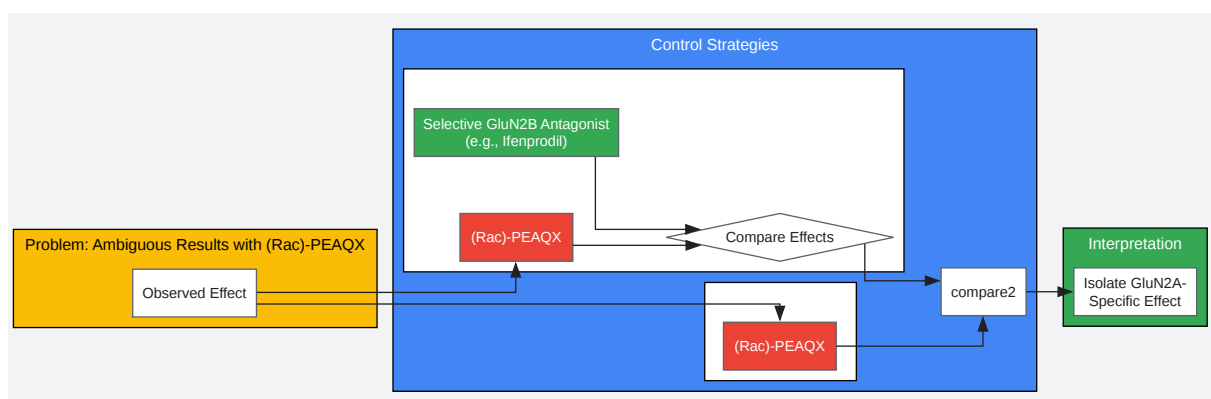 Control Strategies
Selective GluN2B Antagonist
(e.g., Ifenprodil)
(Rac)-PEAQX
Compare Effects
Problem: Ambiguous Results with (Rac)-PEAQX
Observed Effect
(Rac)-PEAQX
compare2
Interpretation
Isolate GluN2A-
Specific Effect